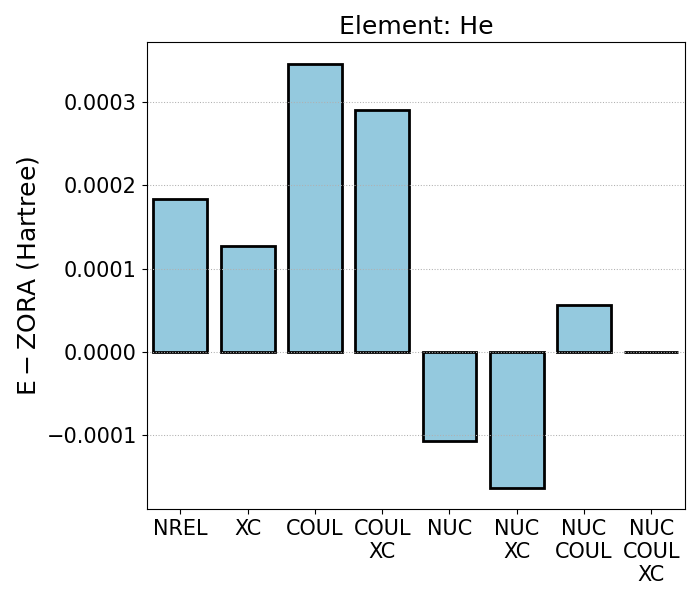 Element: He
E − ZORA (Hartree)
0.0003
0.0002
0.0001
0.0000
−0.0001
NREL
XC
COUL
COUL
XC
NUC
NUC
XC
NUC
COUL
NUC
COUL
XC